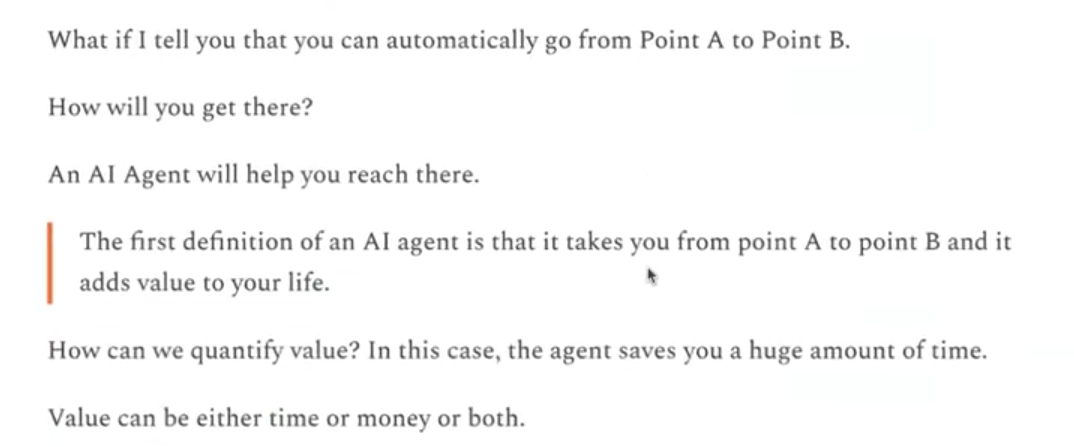 What if I tell you that you can automatically go from Point A to Point B.
How will you get there?
An AI Agent will help you reach there.
The first definition of an AI agent is that it takes you from point A to point B and it
adds value to your life.
How can we quantify value? In this case, the agent saves you a huge amount of time.
Value can be either time or money or both.